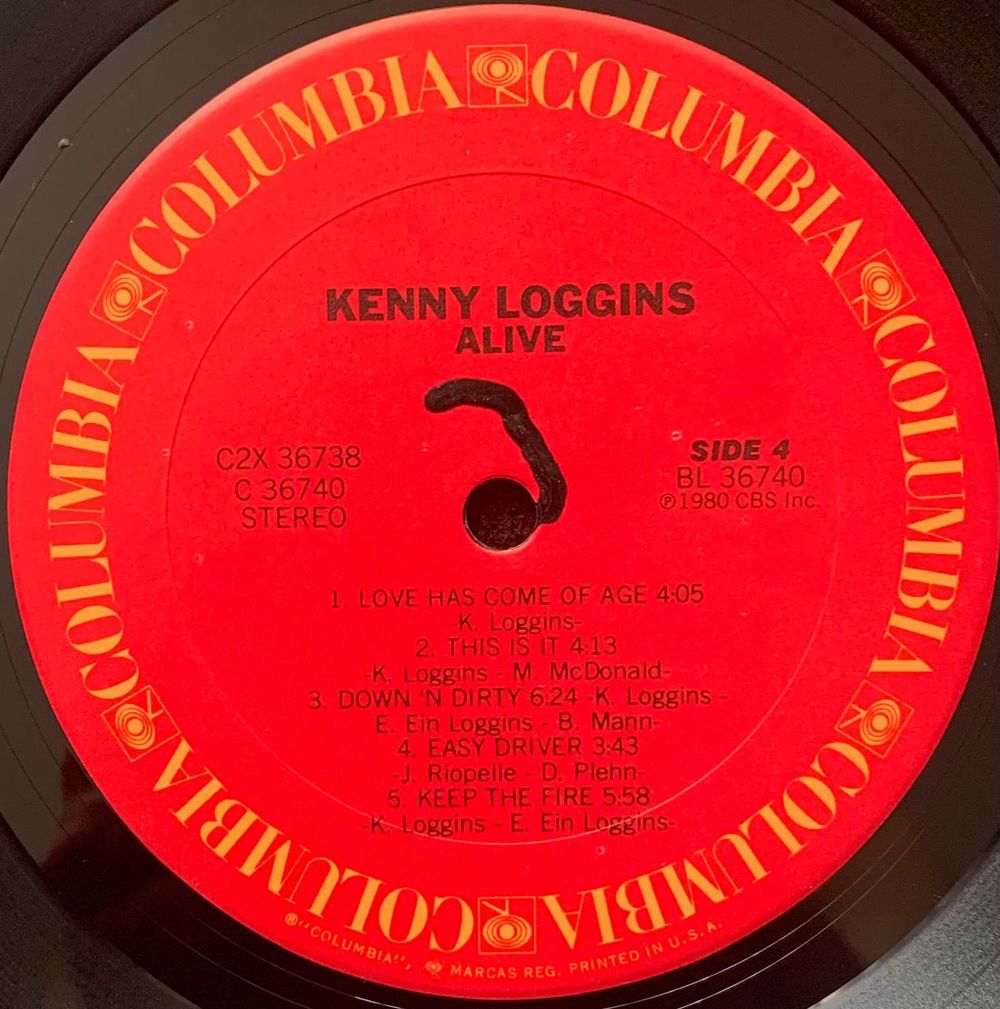 COLUMBIA COLUMBIA COLUMBIA COLUMBIA COLUMBIA COLUMBIA COLUMBIA COLUMBIA
KENNY LOGGINS
ALIVE
C2X 36738
C 36740
STEREO
SIDE 4
BL 36740
℗1980 CBS Inc.
1. LOVE HAS COME OF AGE 4:05
-K. Loggins-
2. THIS IS IT 4:13
-K. Loggins - M. McDonald-
3. DOWN 'N DIRTY 6:24 -K. Loggins -
E. Ein Loggins - B. Mann-
4. EASY DRIVER 3:43
-J. Riopelle - D. Plehn-
5. KEEP THE FIRE 5:58
-K. Loggins - E. Ein Loggins-
®"COLUMBIA", MARCAS REG. PRINTED IN U.S.A.